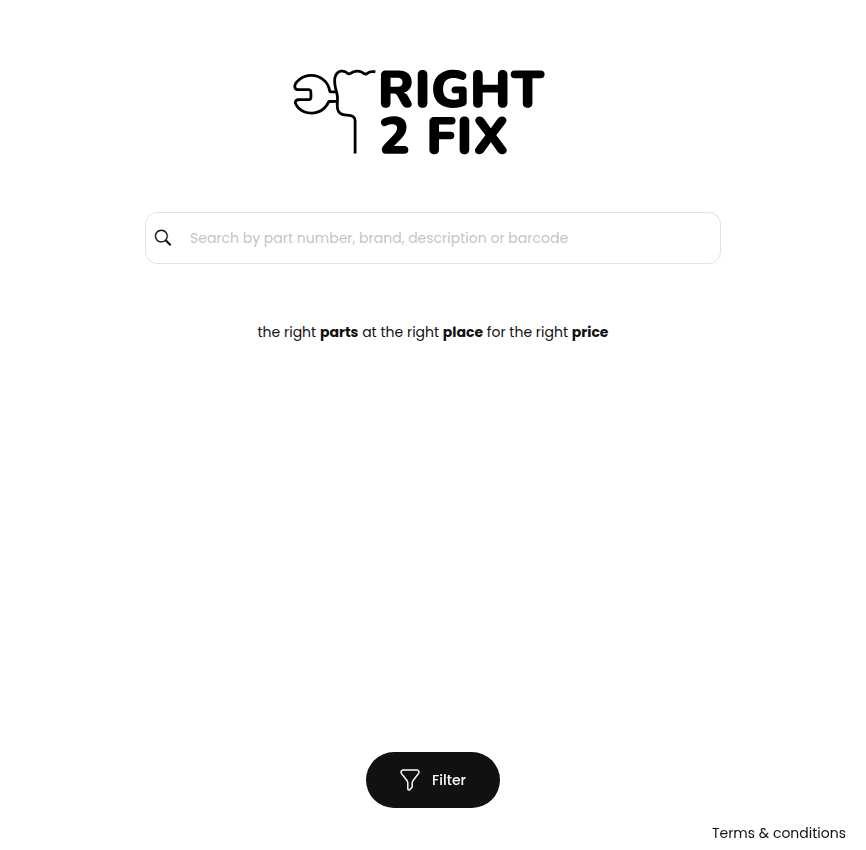 RIGHT
2 FIX
Search by part number, brand, description or barcode
the right parts at the right place for the right price
Filter
Terms & conditions